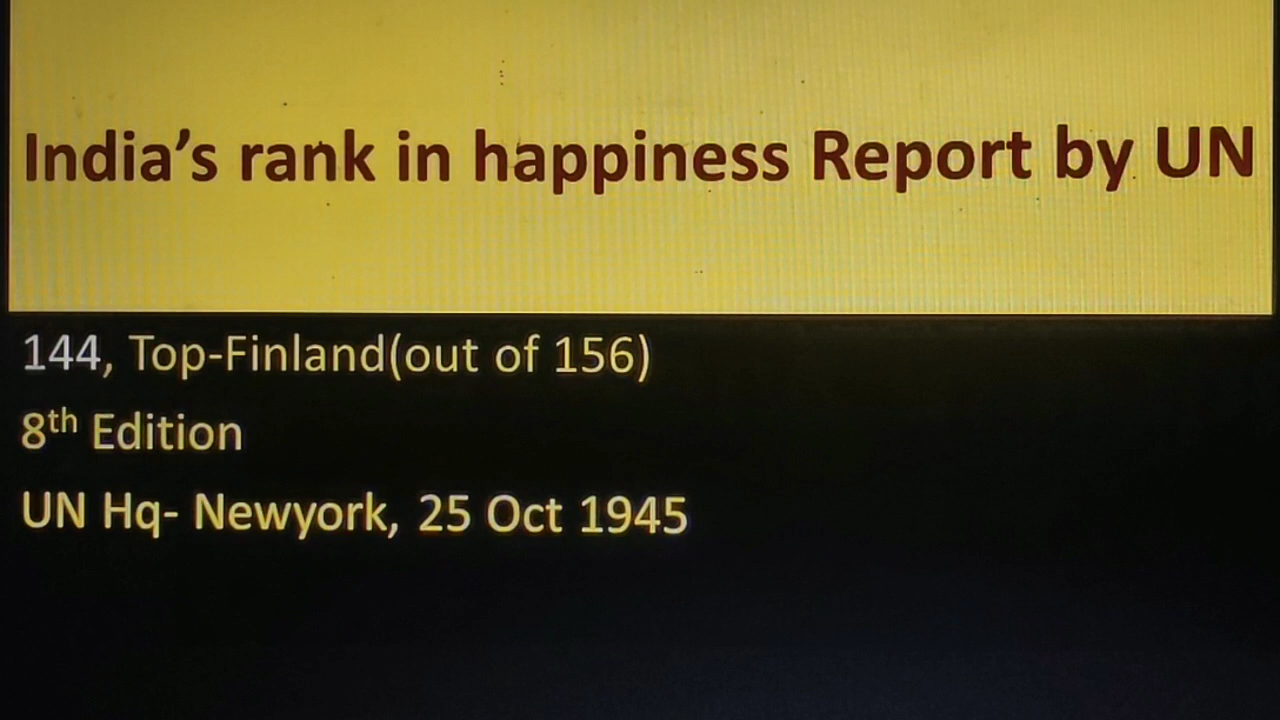 India’s rank in happiness Report by UN
144, Top-Finland(out of 156)
8th Edition
UN Hq- Newyork, 25 Oct 1945